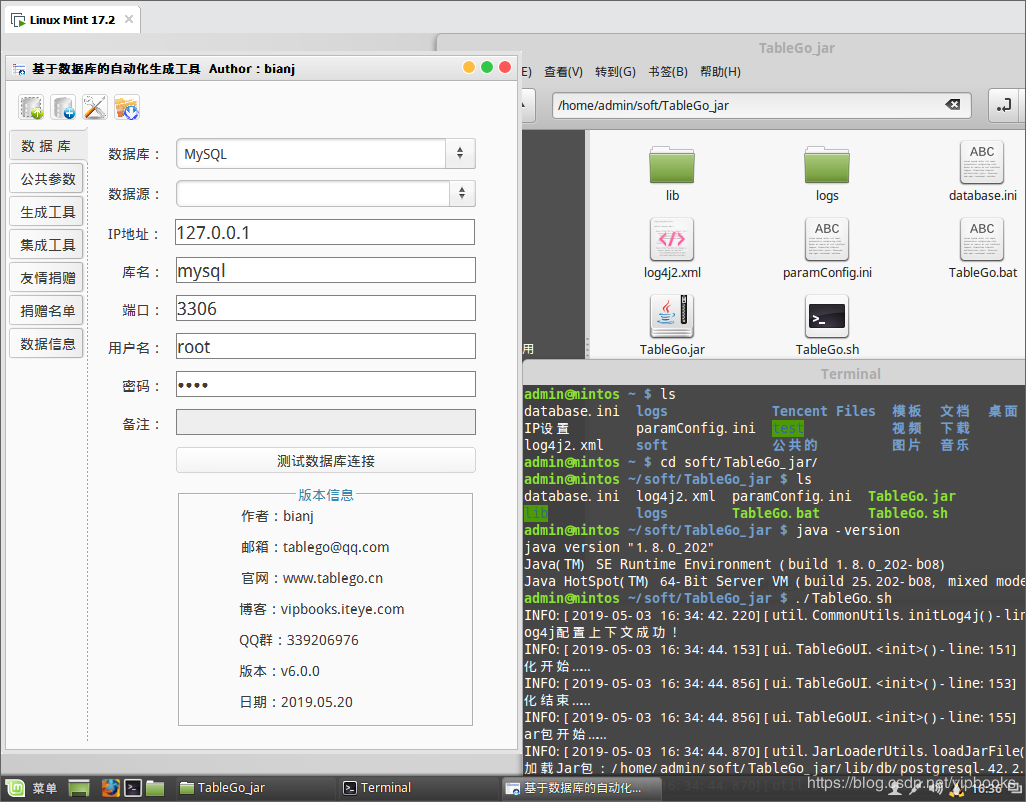 Linux Mint 17.2
基于数据库的自动化生成工具 Author : bianj
数 据 库
公共参数
生成工具
集成工具
友情捐赠
捐赠名单
数据信息
数据库： MySQL
数据源：
IP地址： 127.0.0.1
库名： mysql
端口： 3306
用户名： root
密码： ••••
备注：
测试数据库连接
版本信息
作者：bianj
邮箱：tablego@qq.com
官网：www.tablego.cn
博客：vipbooks.iteye.com
QQ群：339206976
版本：v6.0.0
日期：2019.05.20
TableGo_jar
E) 查看(V) 转到(G) 书签(B) 帮助(H)
/home/admin/soft/TableGo_jar
lib logs database.ini
log4j2.xml paramConfig.ini TableGo.bat
TableGo.jar TableGo.sh
ABC
ABC
ABC
用
Terminal
admin@mintos ~ $ ls
database.ini logs Tencent Files 模板 文档 桌面
IP设置 paramConfig.ini test 视频 下载
log4j2.xml soft 公共的 图片 音乐
admin@mintos ~ $ cd soft/TableGo_jar/
admin@mintos ~/soft/TableGo_jar $ ls
database.ini log4j2.xml paramConfig.ini TableGo.jar
lib logs TableGo.bat TableGo.sh
admin@mintos ~/soft/TableGo_jar $ java -version
java version "1.8.0_202"
Java(TM) SE Runtime Environment (build 1.8.0_202-b08)
Java HotSpot(TM) 64-Bit Server VM (build 25.202-b08, mixed mode
admin@mintos ~/soft/TableGo_jar $ ./TableGo.sh
INFO:[2019-05-03 16:34:42.220][util.CommonUtils.initLog4j()-lin
og4j配置上下文成功！
INFO:[2019-05-03 16:34:44.153][ui.TableGoUI.<init>()-line:151]
化开始……
INFO:[2019-05-03 16:34:44.856][ui.TableGoUI.<init>()-line:153]
化结束……
INFO:[2019-05-03 16:34:44.856][ui.TableGoUI.<init>()-line:155]
ar包开始……
INFO:[2019-05-03 16:34:44.870][util.JarLoaderUtils.loadJarFile(
加载Jar包：/home/admin/soft/TableGo_jar/lib/db/postgresql-42.2.
https://blog.csdn.net/vipbooks
菜单 TableGo_jar Terminal 基于数据库的自动化... 16:36